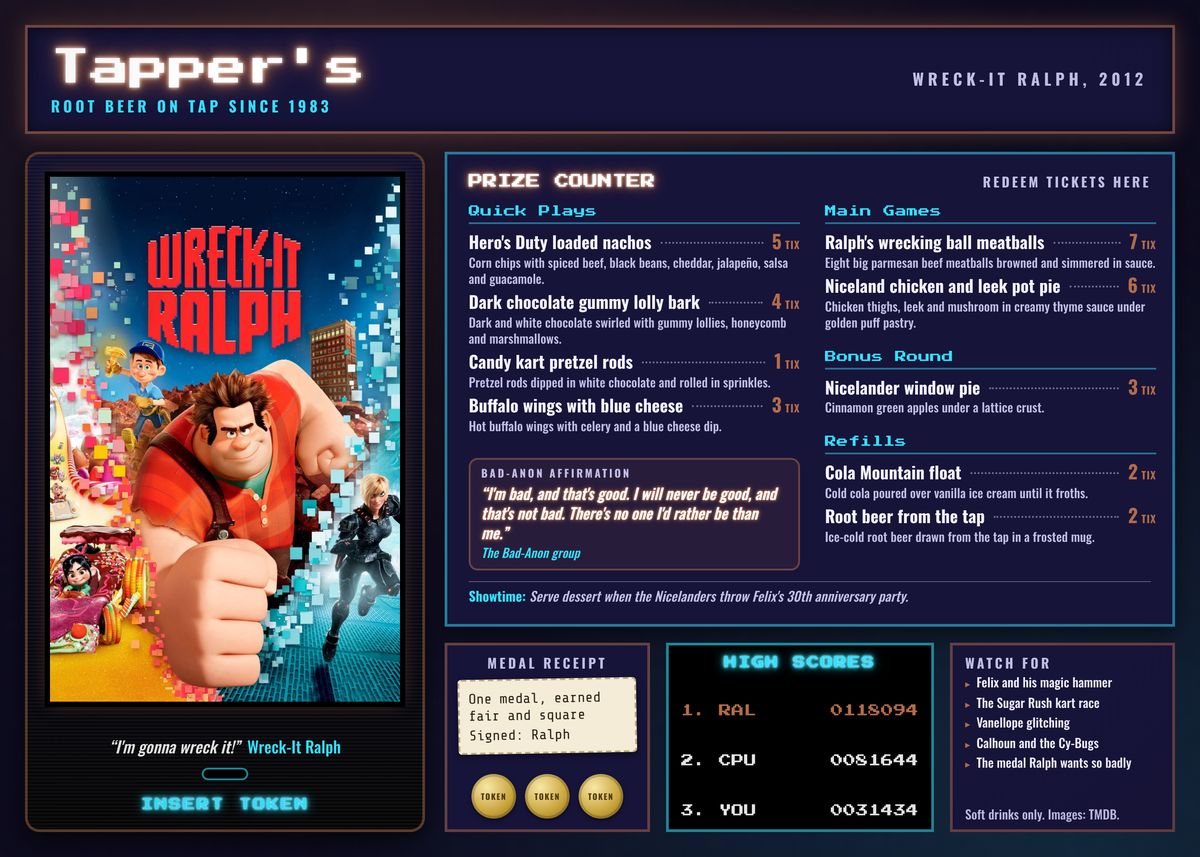 Tapper's
ROOT BEER ON TAP SINCE 1983
WRECK-IT RALPH, 2012
WRECK-IT
RALPH
"I'm gonna wreck it!" Wreck-It Ralph
INSERT TOKEN
PRIZE COUNTER
REDEEM TICKETS HERE
Quick Plays
Hero's Duty loaded nachos 5 TIX
Corn chips with spiced beef, black beans, cheddar, jalapeño, salsa
and guacamole.
Dark chocolate gummy lolly bark 4 TIX
Dark and white chocolate swirled with gummy lollies, honeycomb
and marshmallows.
Candy kart pretzel rods 1 TIX
Pretzel rods dipped in white chocolate and rolled in sprinkles.
Buffalo wings with blue cheese 3 TIX
Hot buffalo wings with celery and a blue cheese dip.
BAD-ANON AFFIRMATION
"I'm bad, and that's good. I will never be good, and
that's not bad. There's no one I'd rather be than
me."
The Bad-Anon group
Main Games
Ralph's wrecking ball meatballs 7 TIX
Eight big parmesan beef meatballs browned and simmered in sauce.
Niceland chicken and leek pot pie 6 TIX
Chicken thighs, leek and mushroom in creamy thyme sauce under
golden puff pastry.
Bonus Round
Nicelander window pie 3 TIX
Cinnamon green apples under a lattice crust.
Refills
Cola Mountain float 2 TIX
Cold cola poured over vanilla ice cream until it froths.
Root beer from the tap 2 TIX
Ice-cold root beer drawn from the tap in a frosted mug.
Showtime: Serve dessert when the Nicelanders throw Felix's 30th anniversary party.
MEDAL RECEIPT
One medal, earned
fair and square
Signed: Ralph
TOKEN TOKEN TOKEN
HIGH SCORES
1. RAL 0118094
2. CPU 0081644
3. YOU 0031434
WATCH FOR
▸ Felix and his magic hammer
▸ The Sugar Rush kart race
▸ Vanellope glitching
▸ Calhoun and the Cy-Bugs
▸ The medal Ralph wants so badly
Soft drinks only. Images: TMDB.